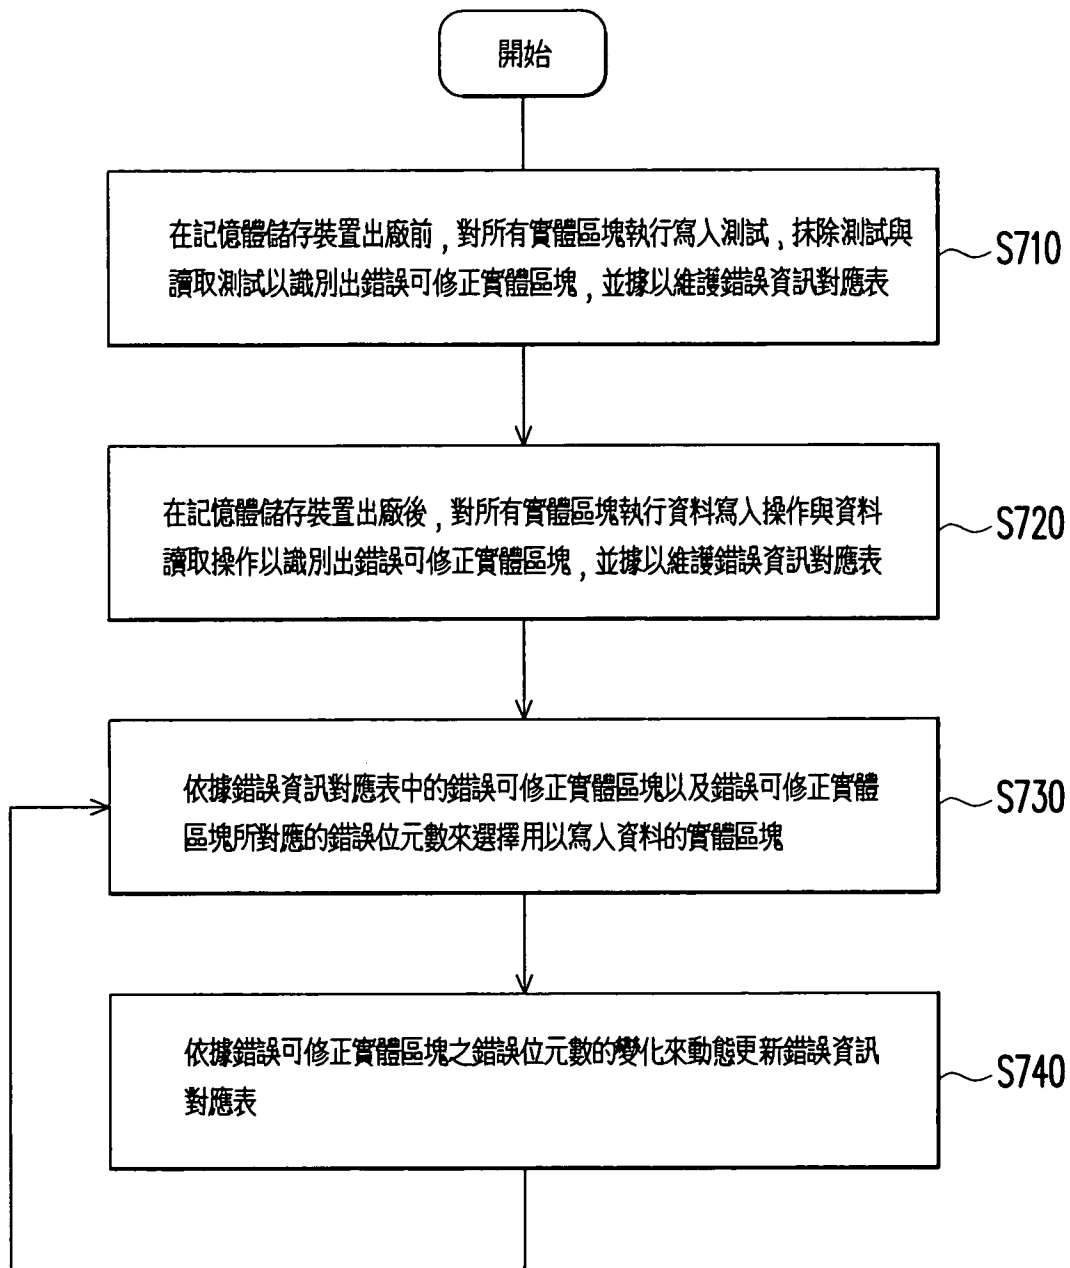 開始
在記憶體儲存裝置出廠前，對所有實體區塊執行寫入測試、抹除測試與
讀取測試以識別出錯誤可修正實體區塊，並據以維護錯誤資訊對應表
S710
在記憶體儲存裝置出廠後，對所有實體區塊執行資料寫入操作與資料
讀取操作以識別出錯誤可修正實體區塊，並據以維護錯誤資訊對應表
S720
依據錯誤資訊對應表中的錯誤可修正實體區塊以及錯誤可修正實體
區塊所對應的錯誤位元數來選擇用以寫入資料的實體區塊
S730
依據錯誤可修正實體區塊之錯誤位元數的變化來動態更新錯誤資訊
對應表
S740